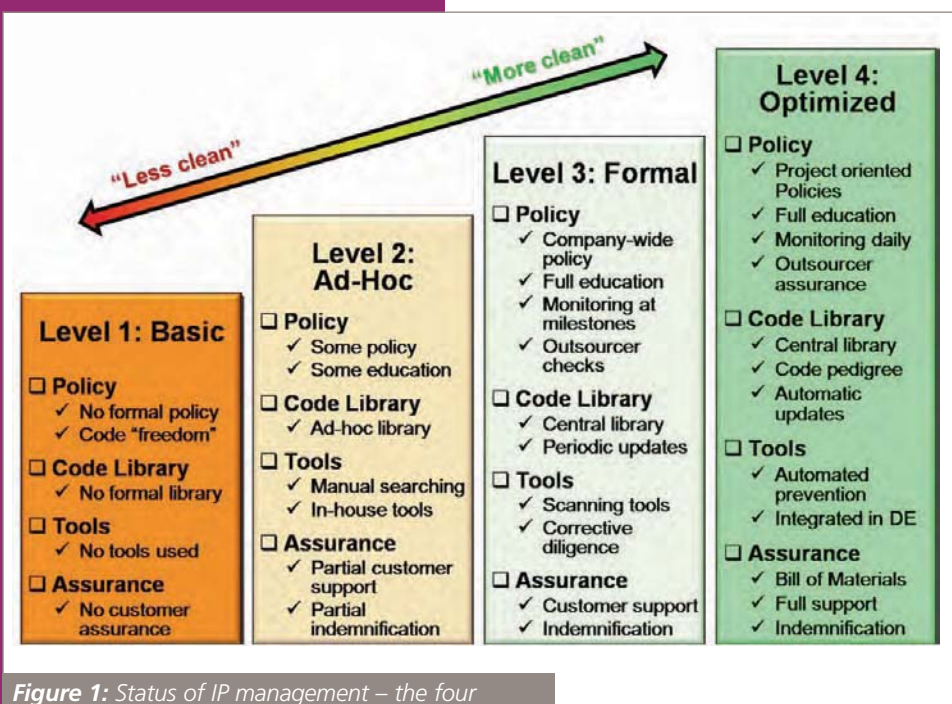 "Less clean"
"More clean"
Level 1: Basic
❑ Policy
✓ No formal policy
✓ Code "freedom"
❑ Code Library
✓ No formal library
❑ Tools
✓ No tools used
❑ Assurance
✓ No customer
assurance
Level 2:
Ad-Hoc
❑ Policy
✓ Some policy
✓ Some education
❑ Code Library
✓ Ad-hoc library
❑ Tools
✓ Manual searching
✓ In-house tools
❑ Assurance
✓ Partial customer
support
✓ Partial
indemnification
Level 3: Formal
❑ Policy
✓ Company-wide
policy
✓ Full education
✓ Monitoring at
milestones
✓ Outsourcer
checks
❑ Code Library
✓ Central library
✓ Periodic updates
❑ Tools
✓ Scanning tools
✓ Corrective
diligence
❑ Assurance
✓ Customer support
✓ Indemnification
Level 4:
Optimized
❑ Policy
✓ Project oriented
Policies
✓ Full education
✓ Monitoring daily
✓ Outsourcer
assurance
❑ Code Library
✓ Central library
✓ Code pedigree
✓ Automatic
updates
❑ Tools
✓ Automated
prevention
✓ Integrated in DE
❑ Assurance
✓ Bill of Materials
✓ Full support
✓ Indemnification
Figure 1: Status of IP management – the four